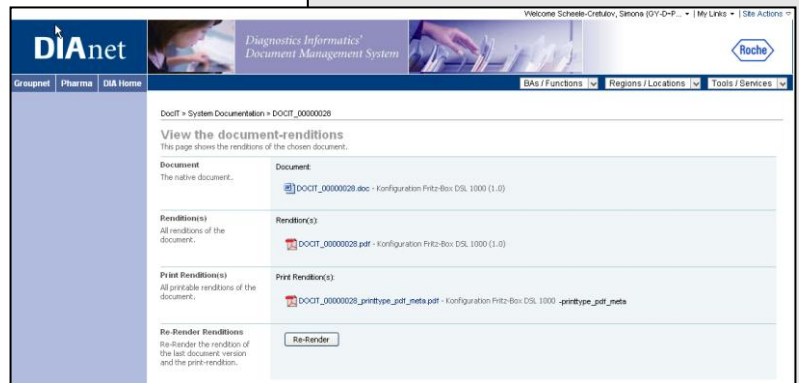 Welcome Scheele-Cretulov, Simona (GY-D-P... | My Links | Site Actions
DIAnet
Diagnostics Informatics'
Document Management System
Roche
Groupnet Pharma DIA Home
BAs / Functions Regions / Locations Tools / Services
DocIT > System Documentation > DOCIT_00000028
View the document-renditions
This page shows the renditions of the chosen document.
Document
The native document.
Document:
DOCIT_00000028.doc - Konfiguration Fritz-Box DSL 1000 (1.0)
Rendition(s)
All renditions of the
document.
Rendition(s):
DOCIT_00000028.pdf - Konfiguration Fritz-Box DSL 1000 (1.0)
Print Rendition(s)
All printable renditions of the
document.
Print Rendition(s):
DOCIT_00000028_printtype_pdf_meta.pdf - Konfiguration Fritz-Box DSL 1000 -printtype_pdf_meta
Re-Render Renditions
Re-Render the rendition of
the last document version
and the print-rendition.
Re-Render